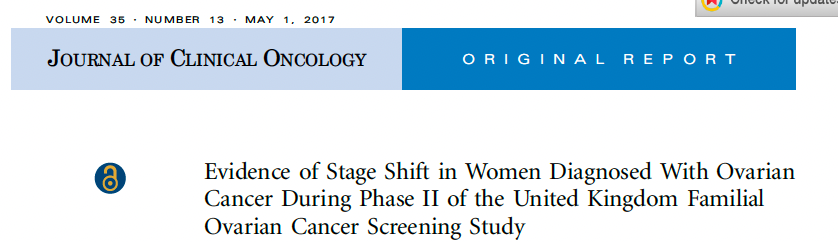 VOLUME 35 · NUMBER 13 · MAY 1, 2017
JOURNAL OF CLINICAL ONCOLOGY
ORIGINAL REPORT
Evidence of Stage Shift in Women Diagnosed With Ovarian
Cancer During Phase II of the United Kingdom Familial
Ovarian Cancer Screening Study